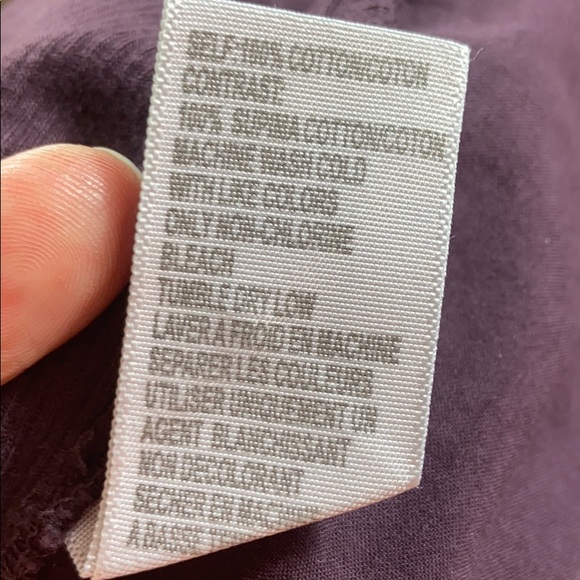 SELF 100% COTTON/COTON
CONTRAST:
100% SUPIMA COTTON/COTON
MACHINE WASH COLD
WITH LIKE COLORS
ONLY NON-CHLORINE
BLEACH
TUMBLE DRY LOW
LAVER A FROID EN MACHINE
SEPARER LES COULEURS
UTILISER UNIQUEMENT UN
AGENT BLANCHISSANT
NON DECOLORANT
SECHER EN
A BASSE